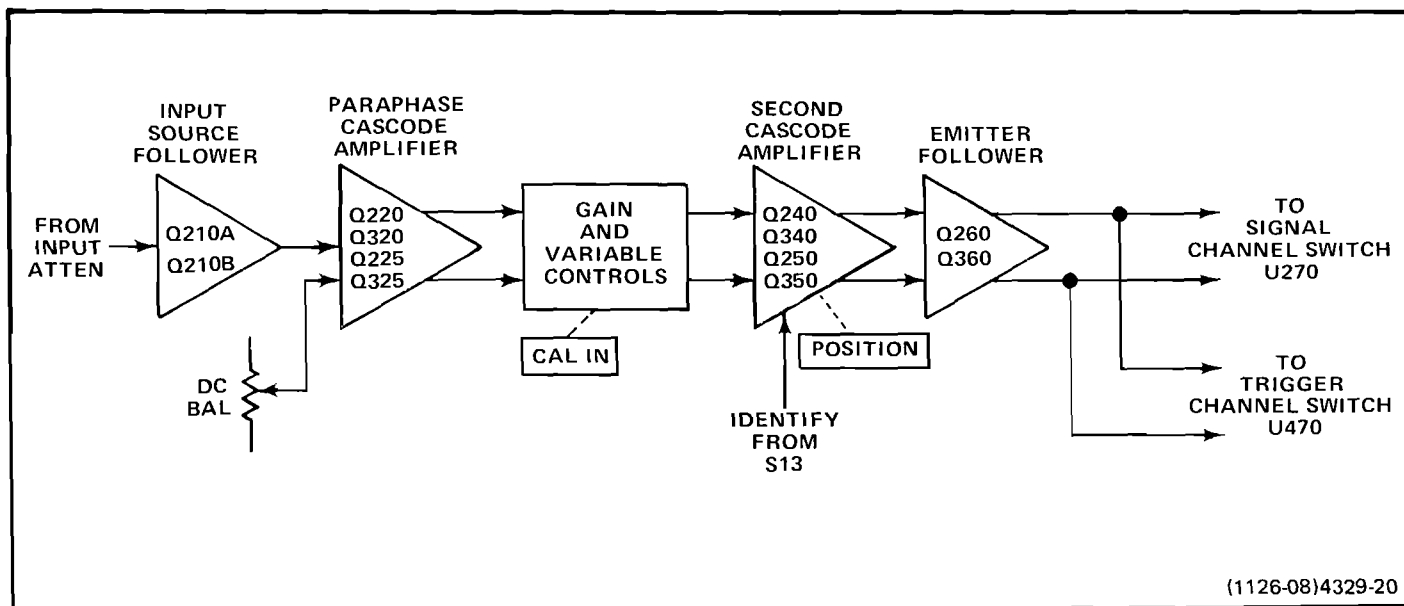 INPUT
SOURCE
FOLLOWER
Q210A
Q210B
FROM
INPUT
ATTEN
PARAPHASE
CASCODE
AMPLIFIER
Q220
Q320
Q225
Q325
DC
BAL
GAIN
AND
VARIABLE
CONTROLS
CAL IN
SECOND
CASCODE
AMPLIFIER
Q240
Q340
Q250
Q350
POSITION
IDENTIFY
FROM
S13
EMITTER
FOLLOWER
Q260
Q360
TO
SIGNAL
CHANNEL SWITCH
U270
TO
TRIGGER
CHANNEL SWITCH
U470
(1126-08)4329-20